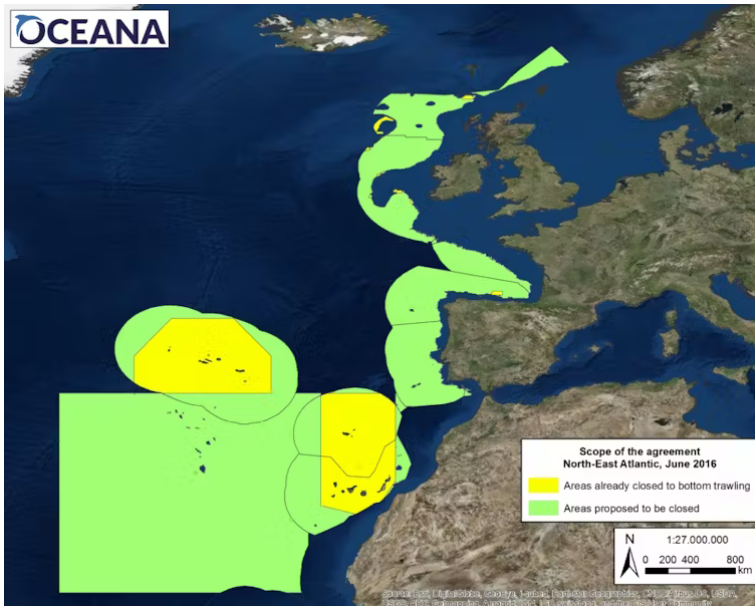 OCEANA
Scope of the agreement
North-East Atlantic, June 2016
Areas already closed to bottom trawling
Areas proposed to be closed
N
1:27.000.000
0 200 400 800
km